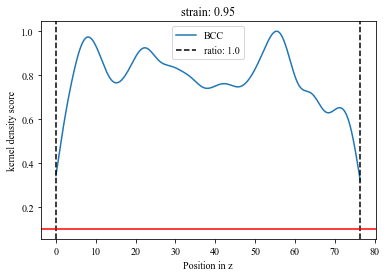 strain: 0.95
BCC
ratio: 1.0
kernel density score
1.0
0.8
0.6
0.4
0.2
0 10 20 30 40 50 60 70 80
Position in z